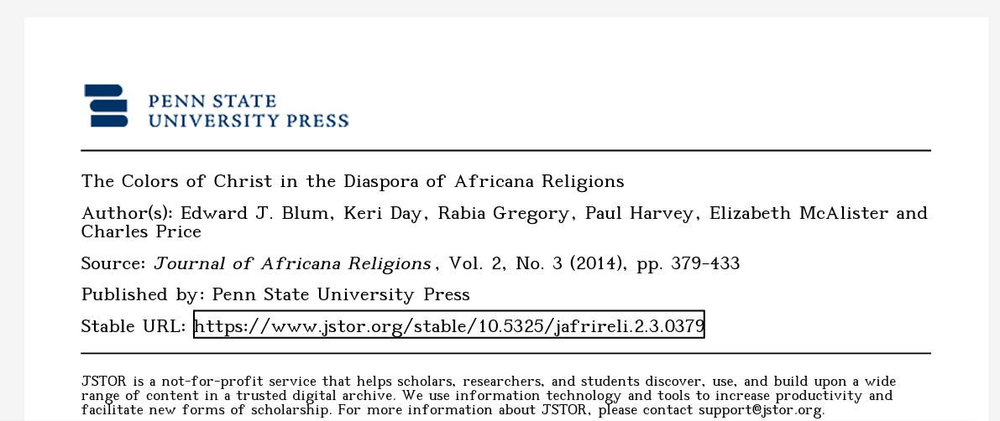 PENN STATE
UNIVERSITY PRESS
The Colors of Christ in the Diaspora of Africana Religions
Author(s): Edward J. Blum, Keri Day, Rabia Gregory, Paul Harvey, Elizabeth McAlister and
Charles Price
Source: Journal of Africana Religions, Vol. 2, No. 3 (2014), pp. 379-433
Published by: Penn State University Press
Stable URL: https://www.jstor.org/stable/10.5325/jafrireli.2.3.0379
JSTOR is a not-for-profit service that helps scholars, researchers, and students discover, use, and build upon a wide
range of content in a trusted digital archive. We use information technology and tools to increase productivity and
facilitate new forms of scholarship. For more information about JSTOR, please contact support@jstor.org.